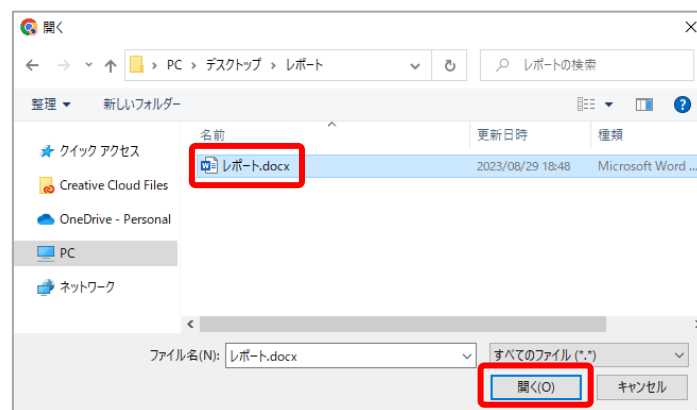 開く
PC › デスクトップ › レポート
レポートの検索
整理 新しいフォルダー
名前 更新日時 種類
クイック アクセス
レポート.docx 2023/08/29 18:48 Microsoft Word ...
Creative Cloud Files
OneDrive - Personal
PC
ネットワーク
ファイル名(N): レポート.docx すべてのファイル (*.*)
開く(O) キャンセル